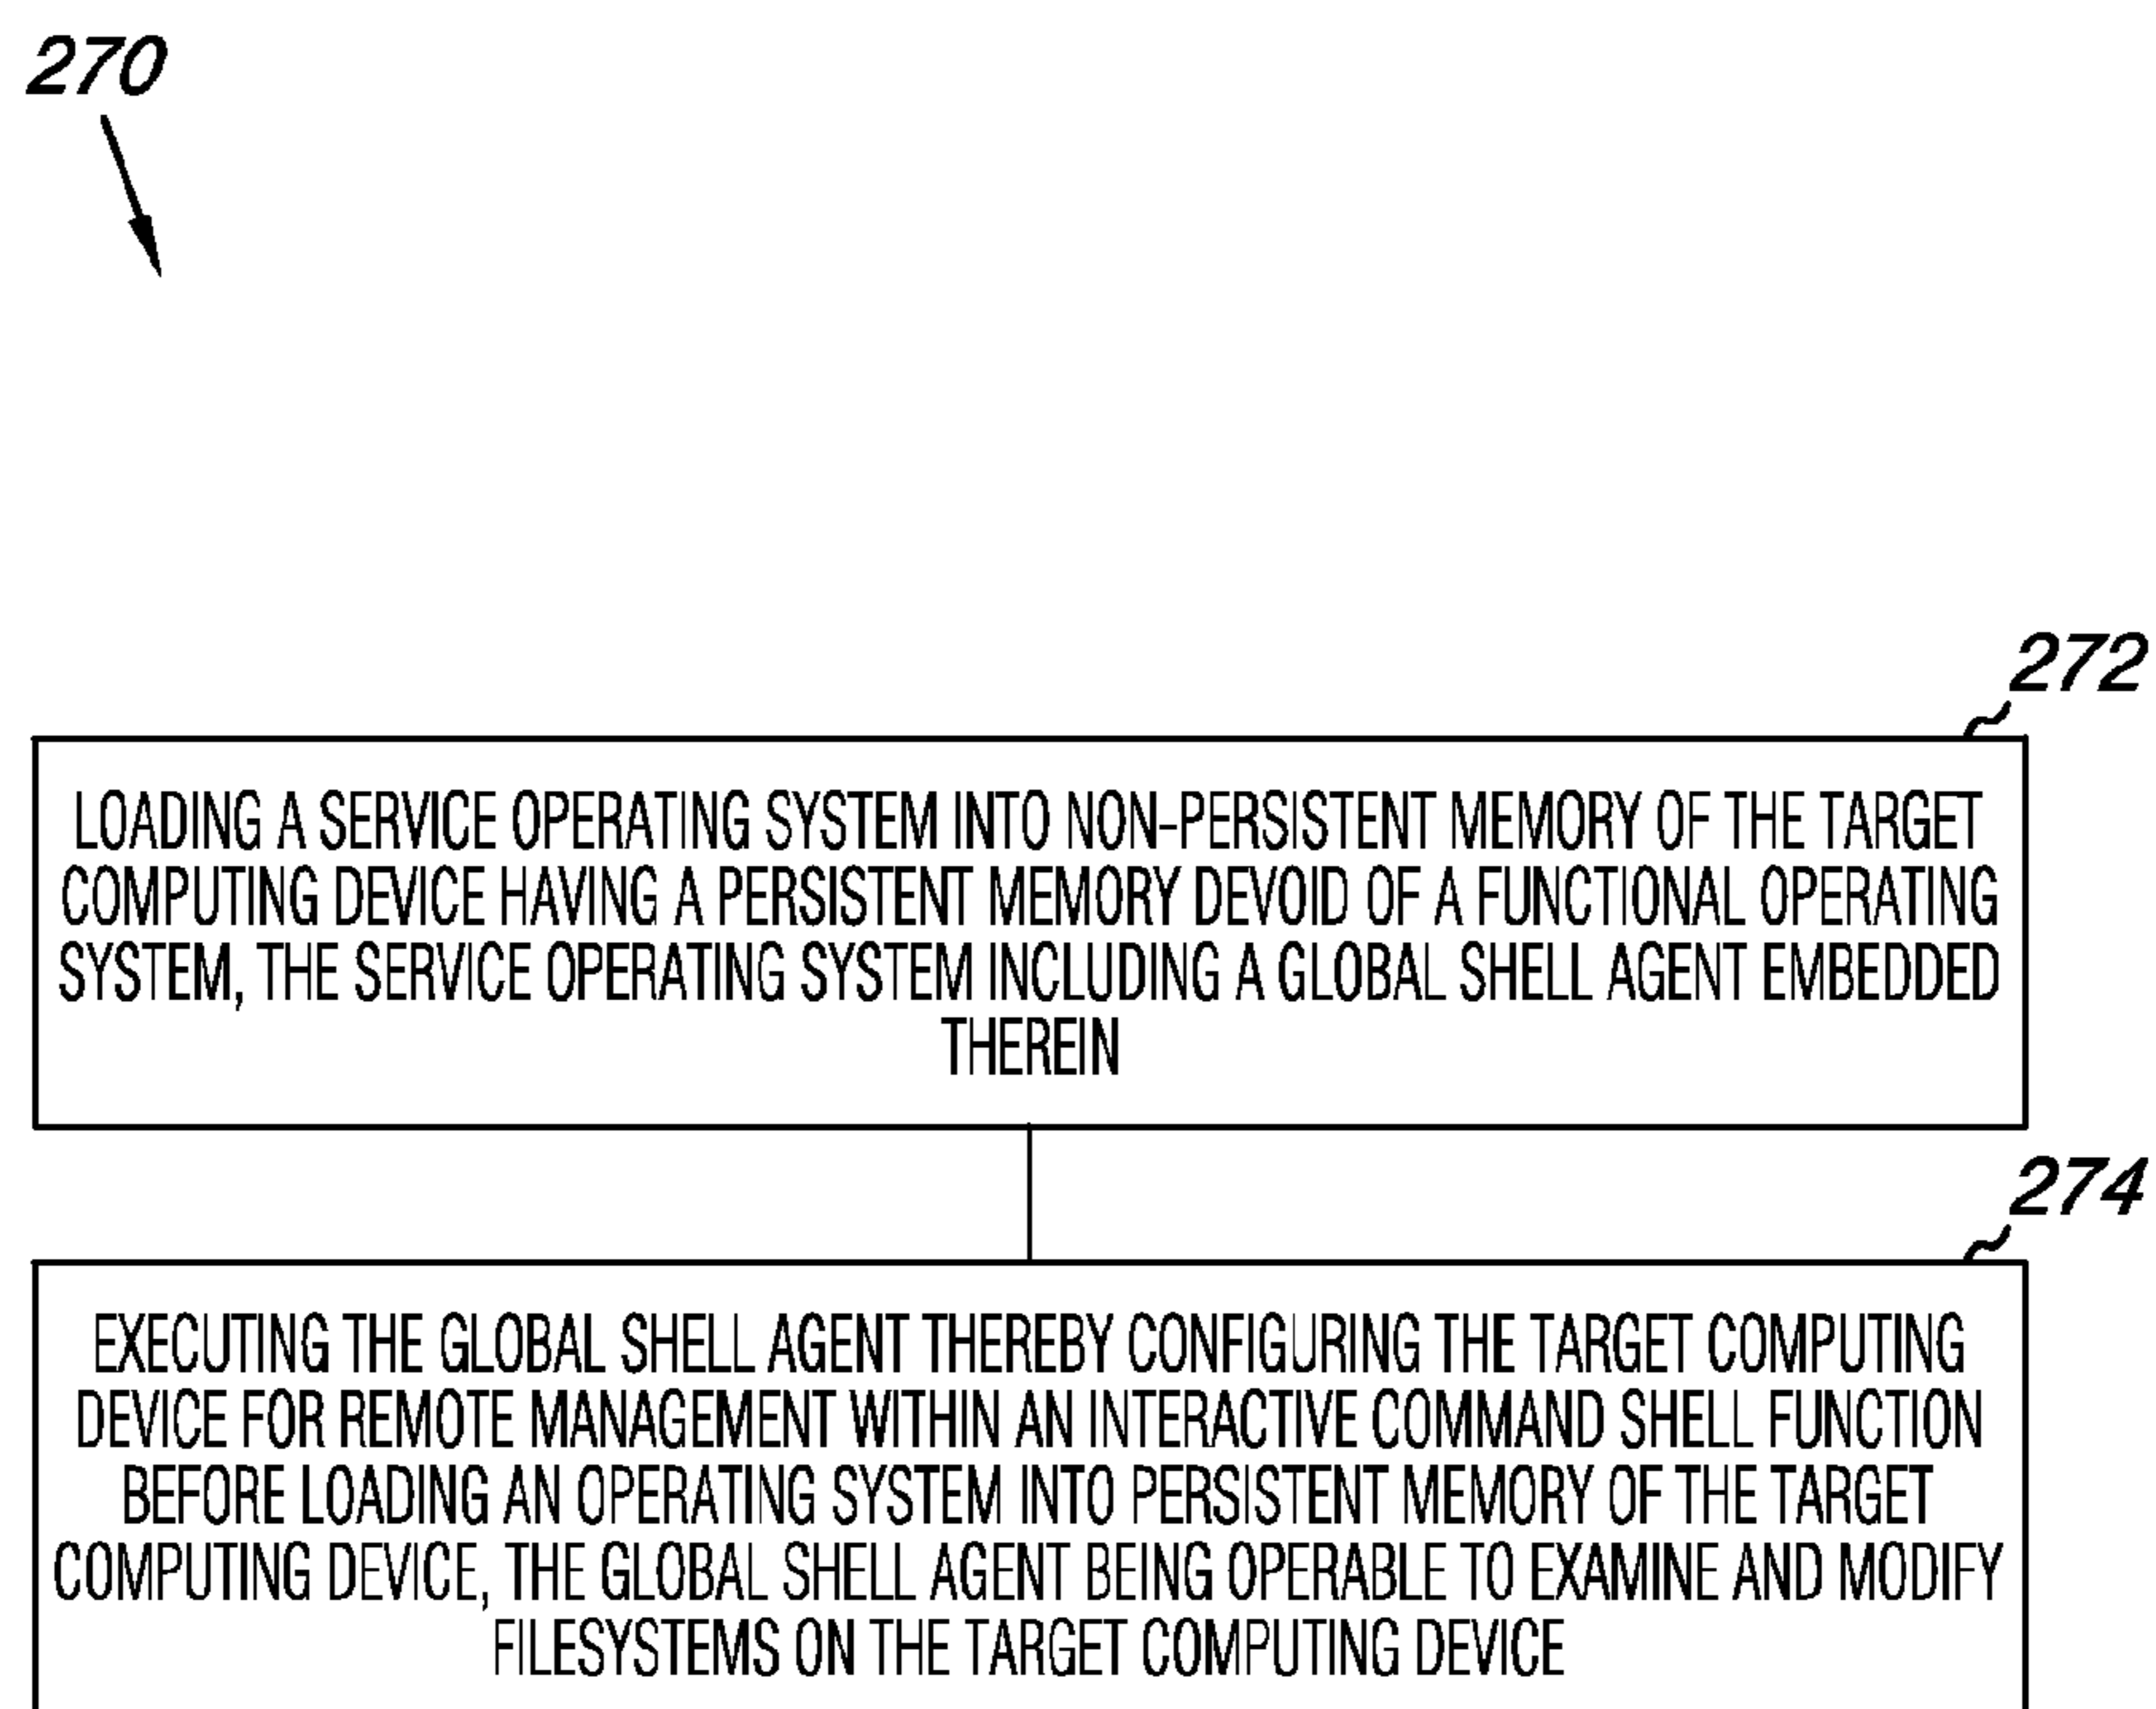 270
272
LOADING A SERVICE OPERATING SYSTEM INTO NON-PERSISTENT MEMORY OF THE TARGET
COMPUTING DEVICE HAVING A PERSISTENT MEMORY DEVOID OF A FUNCTIONAL OPERATING
SYSTEM, THE SERVICE OPERATING SYSTEM INCLUDING A GLOBAL SHELL AGENT EMBEDDED
THEREIN
274
EXECUTING THE GLOBAL SHELL AGENT THEREBY CONFIGURING THE TARGET COMPUTING
DEVICE FOR REMOTE MANAGEMENT WITHIN AN INTERACTIVE COMMAND SHELL FUNCTION
BEFORE LOADING AN OPERATING SYSTEM INTO PERSISTENT MEMORY OF THE TARGET
COMPUTING DEVICE, THE GLOBAL SHELL AGENT BEING OPERABLE TO EXAMINE AND MODIFY
FILESYSTEMS ON THE TARGET COMPUTING DEVICE